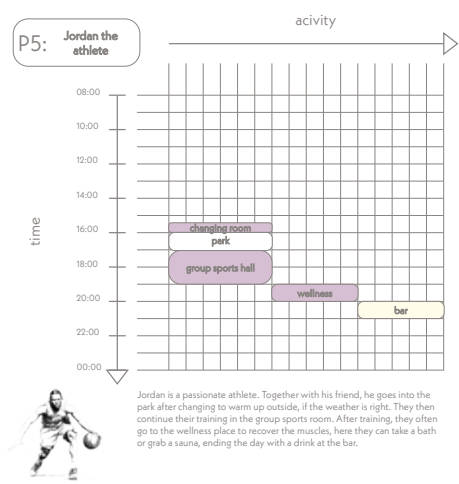 acivity
P5:
Jordan the
athlete
time
08:00
10:00
12:00
14:00
16:00
18:00
20:00
22:00
00:00
changing room
park
group sports hall
wellness
bar
Jordan is a passionate athlete. Together with his friend, he goes into the
park after changing to warm up outside, if the weather is right. They then
continue their training in the group sports room. After training, they often
go to the wellness place to recover the muscles, here they can take a bath
or grab a sauna, ending the day with a drink at the bar.